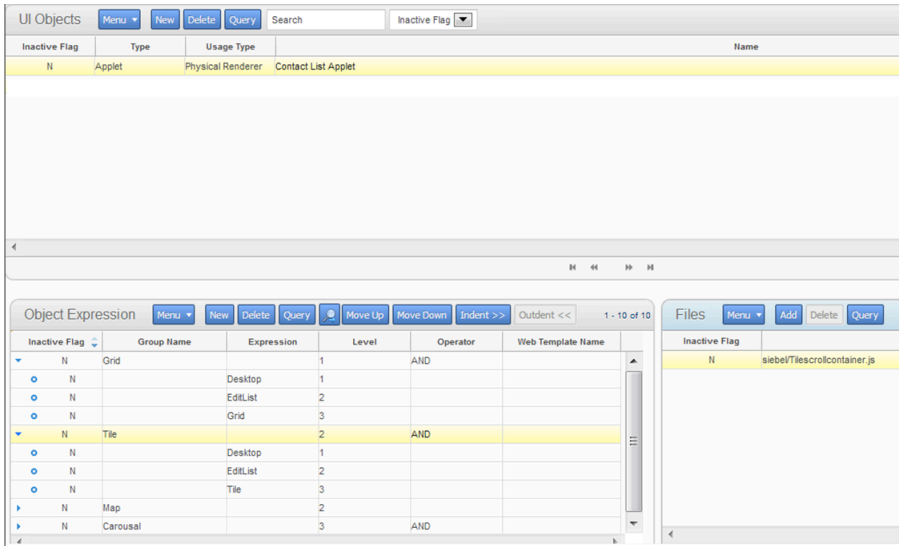 UI Objects Menu New Delete Query Search Inactive Flag
Inactive Flag Type Usage Type Name
N Applet Physical Renderer Contact List Applet
Object Expression Menu New Delete Query Move Up Move Down Indent >> Outdent << 1 - 10 of 10
Inactive Flag Group Name Expression Level Operator Web Template Name
N Grid 1 AND
N Desktop 1
N EditList 2
N Grid 3
N Tile 2 AND
N Desktop 1
N EditList 2
N Tile 3
N Map 2
N Carousal 3 AND
Files Menu Add Delete Query
Inactive Flag
N siebel/Tilescrollcontainer.js